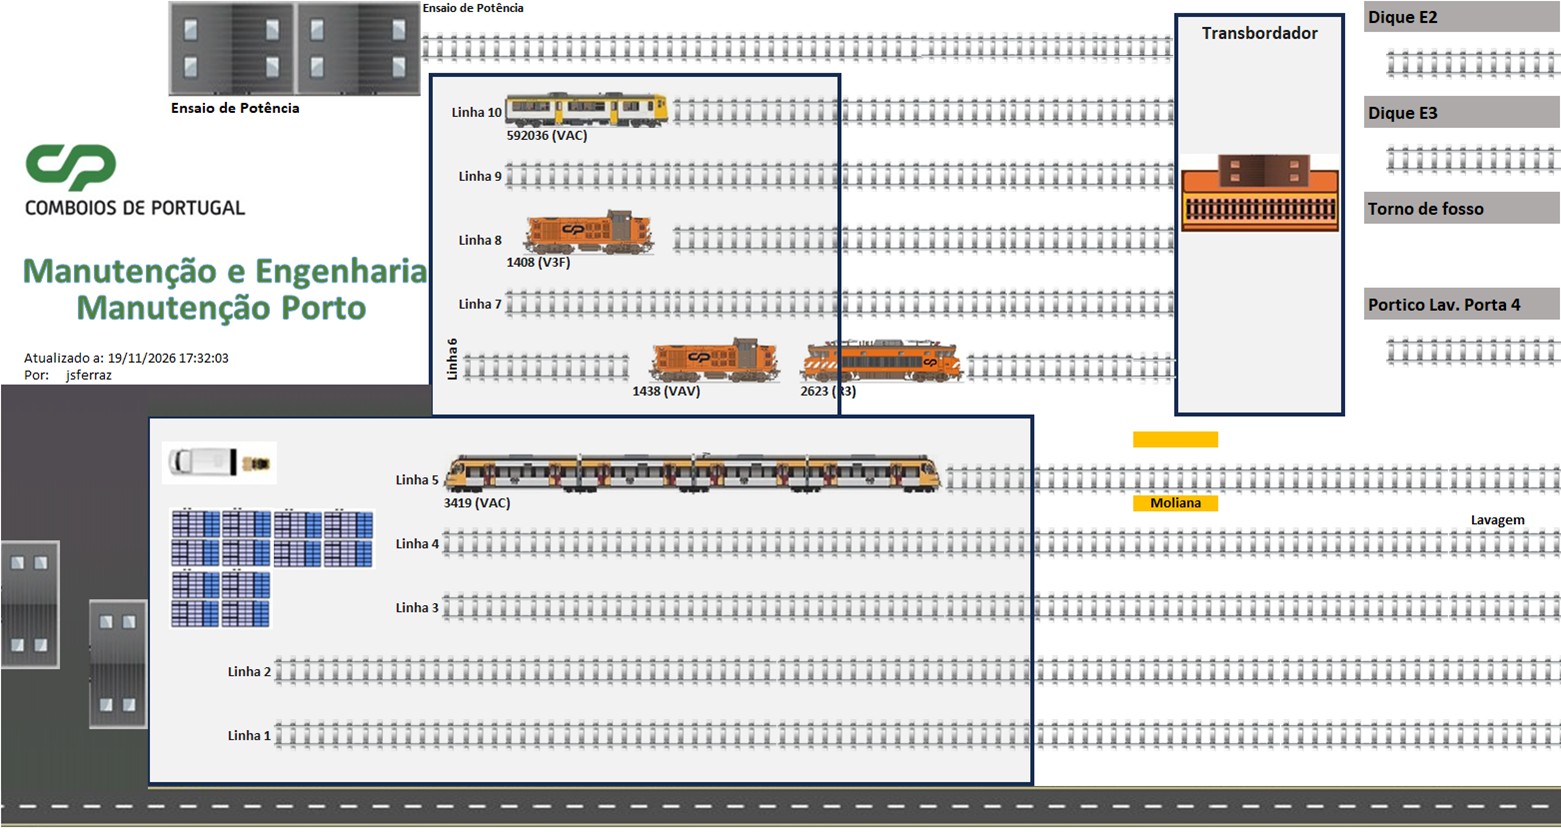 Ensaio de Potência
Ensaio de Potência
Transbordador
Dique E2
Dique E3
Torno de fosso
Portico Lav. Porta 4
CP
COMBOIOS DE PORTUGAL
Manutenção e Engenharia
Manutenção Porto
Atualizado a: 19/11/2026 17:32:03
Por: jsferraz
Linha 10
592036 (VAC)
Linha 9
Linha 8
1408 (V3F)
Linha 7
Linha 6
1438 (VAV)
2623 (R3)
Linha 5
3419 (VAC)
Moliana
Lavagem
Linha 4
Linha 3
Linha 2
Linha 1